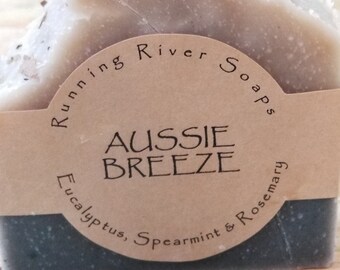 Running River Soaps
AUSSIE
BREEZE
Eucalyptus, Spearmint & Rosemary